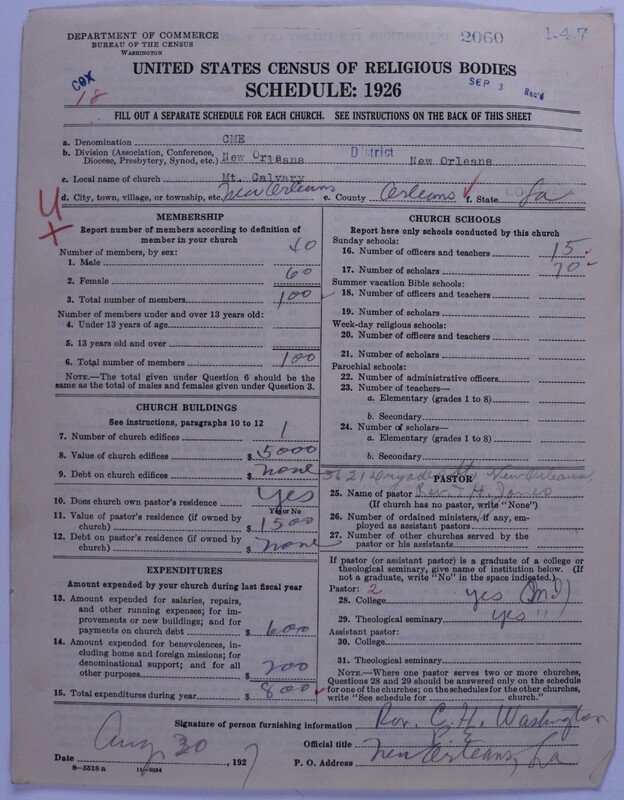 DEPARTMENT OF COMMERCE
BUREAU OF THE CENSUS
WASHINGTON
2060
1-47
UNITED STATES CENSUS OF RELIGIOUS BODIES
COX
18
SCHEDULE: 1926
SEP 3 Rec'd
FILL OUT A SEPARATE SCHEDULE FOR EACH CHURCH. SEE INSTRUCTIONS ON THE BACK OF THIS SHEET
a. Denomination CME
b. Division (Association, Conference, Diocese, Presbytery, Synod, etc.) New Orleans District New Orleans
c. Local name of church Mt. Calvary
d. City, town, village, or township, etc. New Orleans e. County Orleans f. State La
MEMBERSHIP
Report number of members according to definition of
member in your church
Number of members, by sex:
1. Male 40
2. Female 60
3. Total number of members 100
Number of members under and over 13 years old:
4. Under 13 years of age
5. 13 years old and over
6. Total number of members 100
NOTE.—The total given under Question 6 should be the
same as the total of males and females given under Question 3.
CHURCH BUILDINGS
See instructions, paragraphs 10 to 12
7. Number of church edifices 1
8. Value of church edifices $ 5000
9. Debt on church edifices $ none
10. Does church own pastor's residence Yes
Yes or No
11. Value of pastor's residence (if owned by
church) $ 1500
12. Debt on pastor's residence (if owned by
church) $ none
EXPENDITURES
Amount expended by your church during last fiscal year
13. Amount expended for salaries, repairs,
and other running expenses; for im-
provements or new buildings; and for
payments on church debt $ 600
14. Amount expended for benevolences, in-
cluding home and foreign missions; for
denominational support; and for all
other purposes $ 200
15. Total expenditures during year $ 800
CHURCH SCHOOLS
Report here only schools conducted by this church
Sunday schools:
16. Number of officers and teachers 15
17. Number of scholars 70
Summer vacation Bible schools:
18. Number of officers and teachers
19. Number of scholars
Week-day religious schools:
20. Number of officers and teachers
21. Number of scholars
Parochial schools:
22. Number of administrative officers
23. Number of teachers—
a. Elementary (grades 1 to 8)
b. Secondary
24. Number of scholars—
a. Elementary (grades 1 to 8)
b. Secondary
3621 Dryades St, New Orleans,
PASTOR
25. Name of pastor Rev. T. H. Jones
(If church has no pastor, write "None")
26. Number of ordained ministers, if any, em-
ployed as assistant pastors
27. Number of other churches served by the
pastor or his assistants
If pastor (or assistant pastor) is a graduate of a college or
theological seminary, give name of institution below. (If
not a graduate, write "No" in the space indicated.)
Pastor: 2
28. College yes
29. Theological seminary yes "
Assistant pastor:
30. College
31. Theological seminary
NOTE.—Where one pastor serves two or more churches,
Questions 28 and 29 should be answered only on the schedule
for one of the churches; on the schedules for the other churches,
write "See schedule for church."
Signature of person furnishing information Rev. C. H. Washington
Official title P. E.
Date Aug 30, 1927
P. O. Address New Orleans, La
8—5518a 11—9024